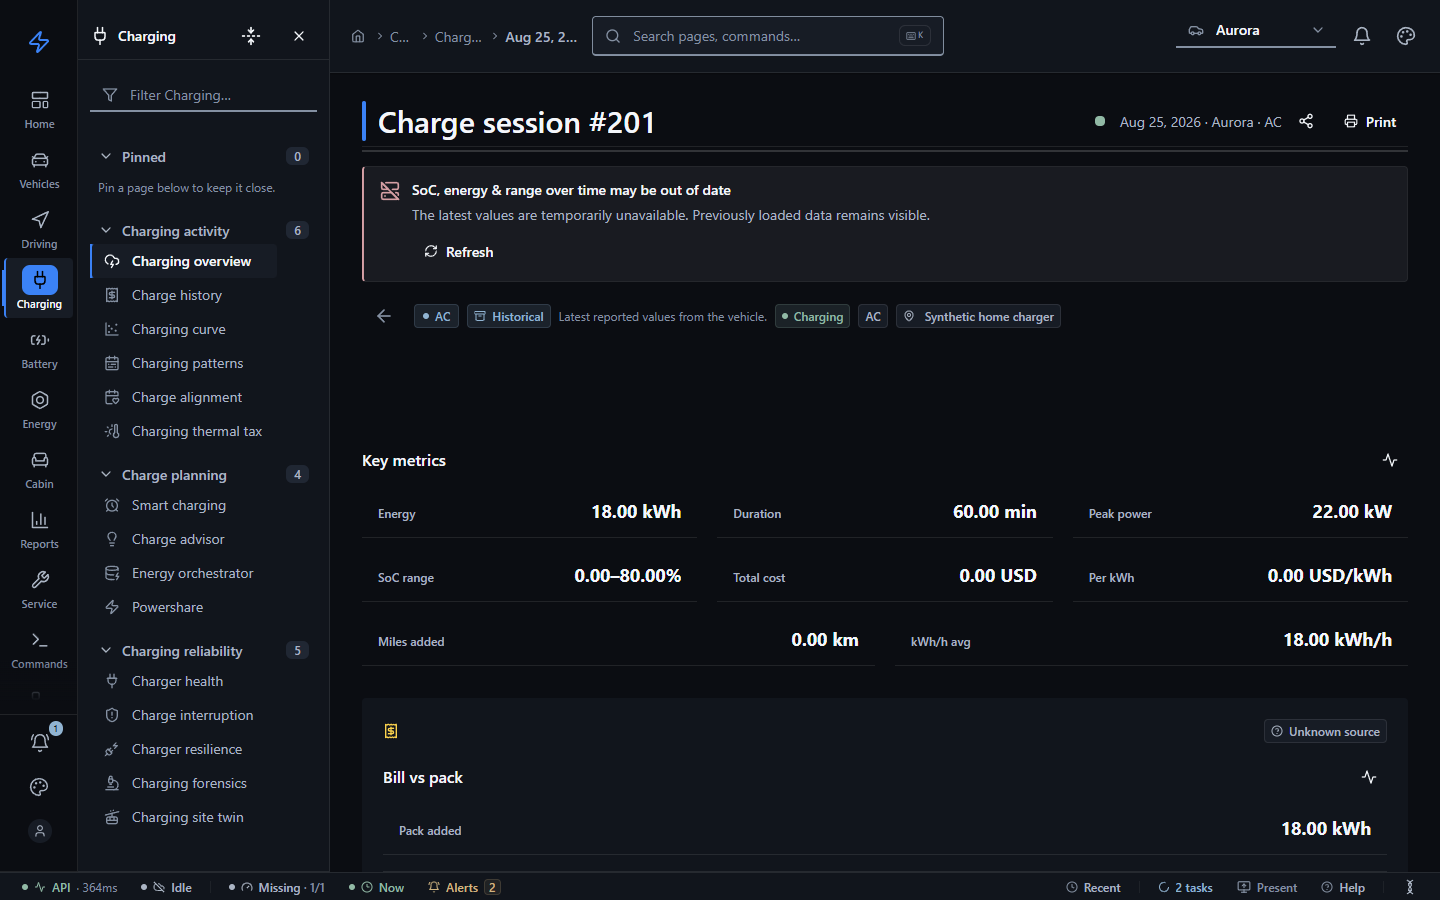 Charging
C...
Charg...
Aug 25, 2...
Search pages, commands...
K
Aurora
Home
Vehicles
Driving
Charging
Battery
Energy
Cabin
Reports
Service
Commands
1
Filter Charging...
Pinned
0
Pin a page below to keep it close.
Charging activity
6
Charging overview
Charge history
Charging curve
Charging patterns
Charge alignment
Charging thermal tax
Charge planning
4
Smart charging
Charge advisor
Energy orchestrator
Powershare
Charging reliability
5
Charger health
Charge interruption
Charger resilience
Charging forensics
Charging site twin
Charge session #201
Aug 25, 2026 · Aurora · AC
Print
SoC, energy & range over time may be out of date
The latest values are temporarily unavailable. Previously loaded data remains visible.
Refresh
AC
Historical
Latest reported values from the vehicle.
Charging
AC
Synthetic home charger
Key metrics
Energy
18.00 kWh
Duration
60.00 min
Peak power
22.00 kW
SoC range
0.00–80.00%
Total cost
0.00 USD
Per kWh
0.00 USD/kWh
Miles added
0.00 km
kWh/h avg
18.00 kWh/h
Unknown source
Bill vs pack
Pack added
18.00 kWh
API · 364ms
Idle
Missing · 1/1
Now
Alerts 2
Recent
2 tasks
Present
Help